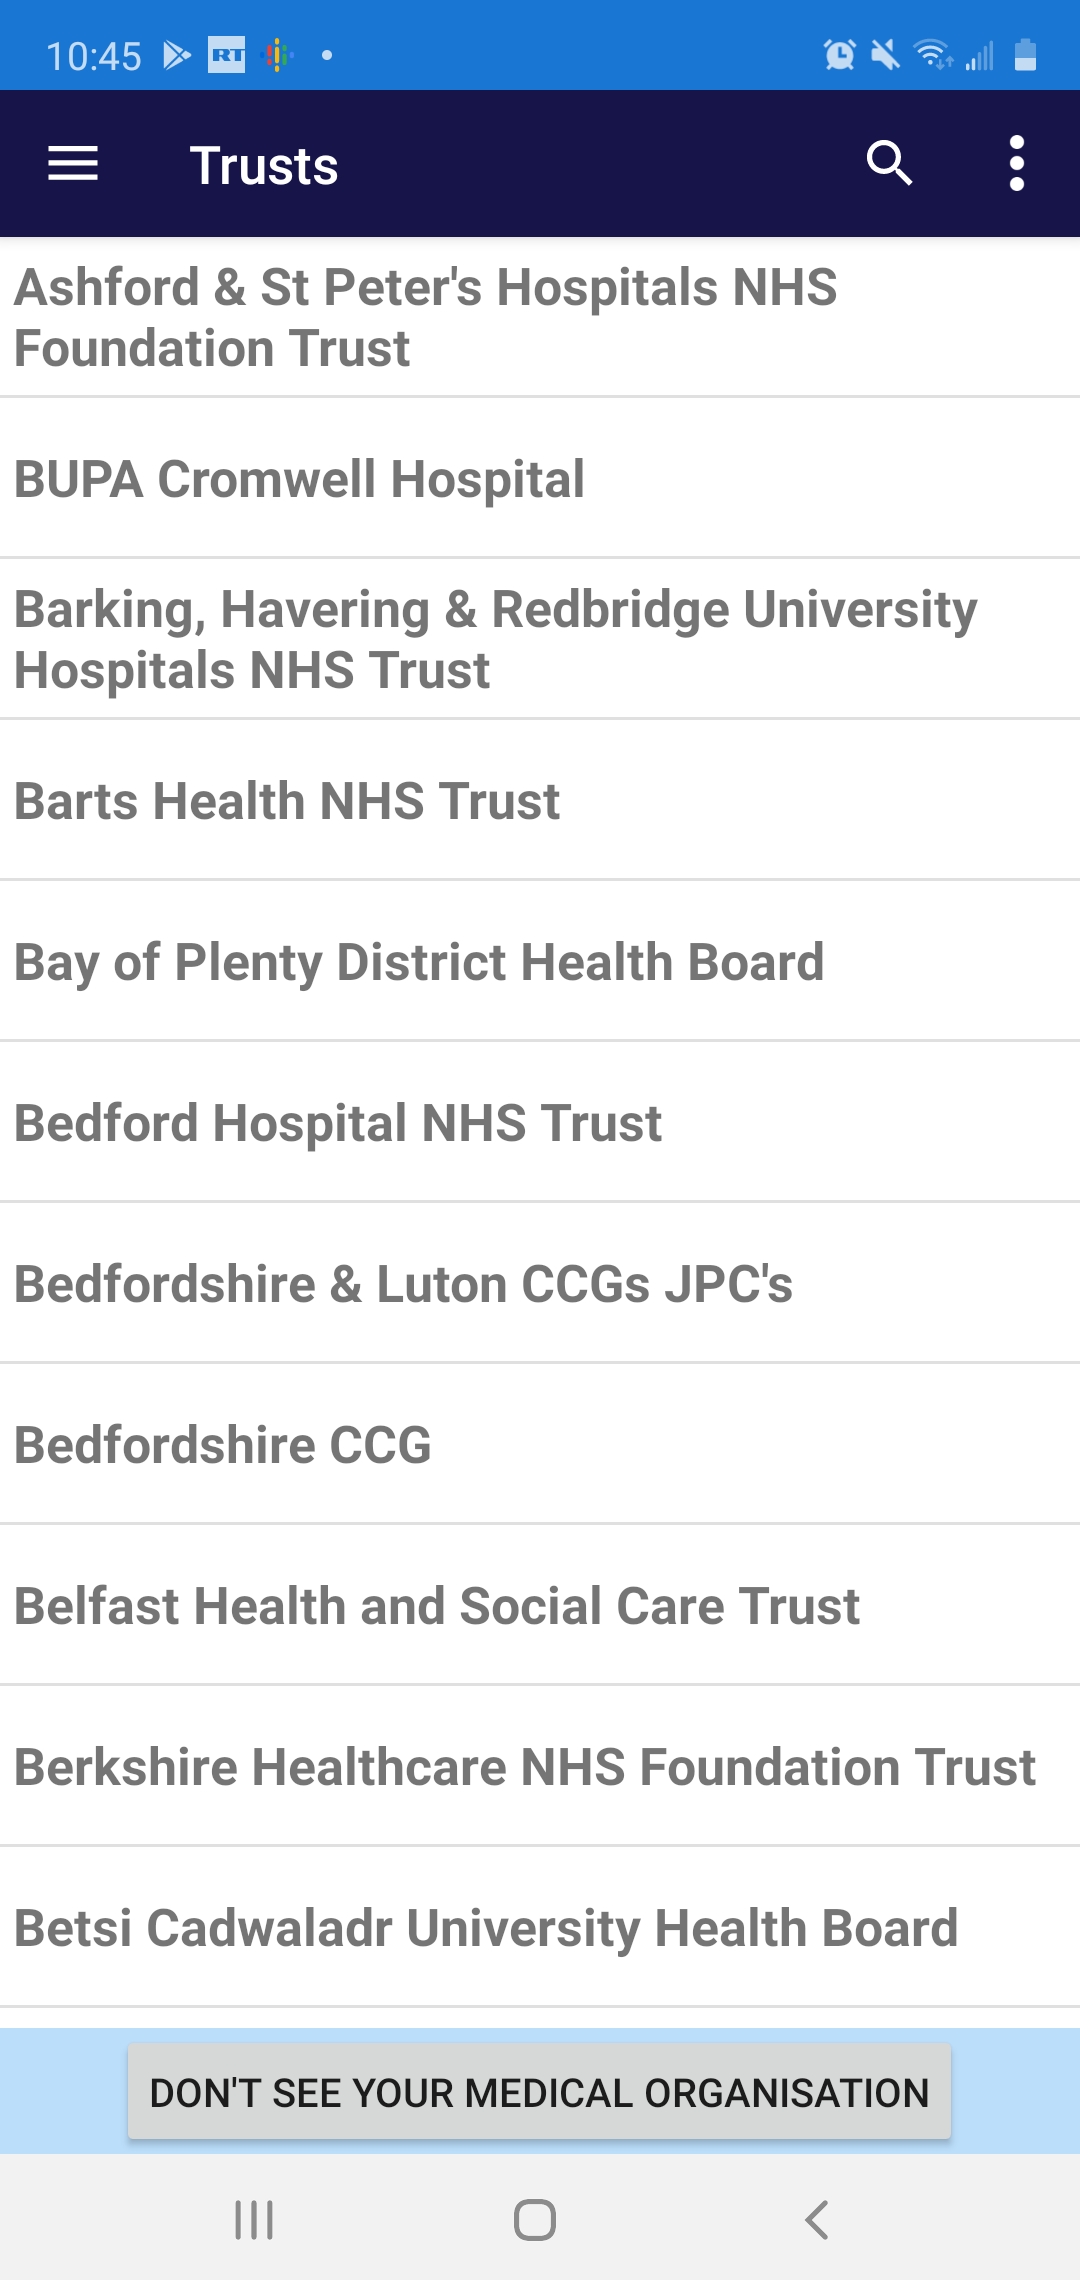 10:45 RT
Trusts
Ashford & St Peter's Hospitals NHS
Foundation Trust
BUPA Cromwell Hospital
Barking, Havering & Redbridge University
Hospitals NHS Trust
Barts Health NHS Trust
Bay of Plenty District Health Board
Bedford Hospital NHS Trust
Bedfordshire & Luton CCGs JPC's
Bedfordshire CCG
Belfast Health and Social Care Trust
Berkshire Healthcare NHS Foundation Trust
Betsi Cadwaladr University Health Board
DON'T SEE YOUR MEDICAL ORGANISATION